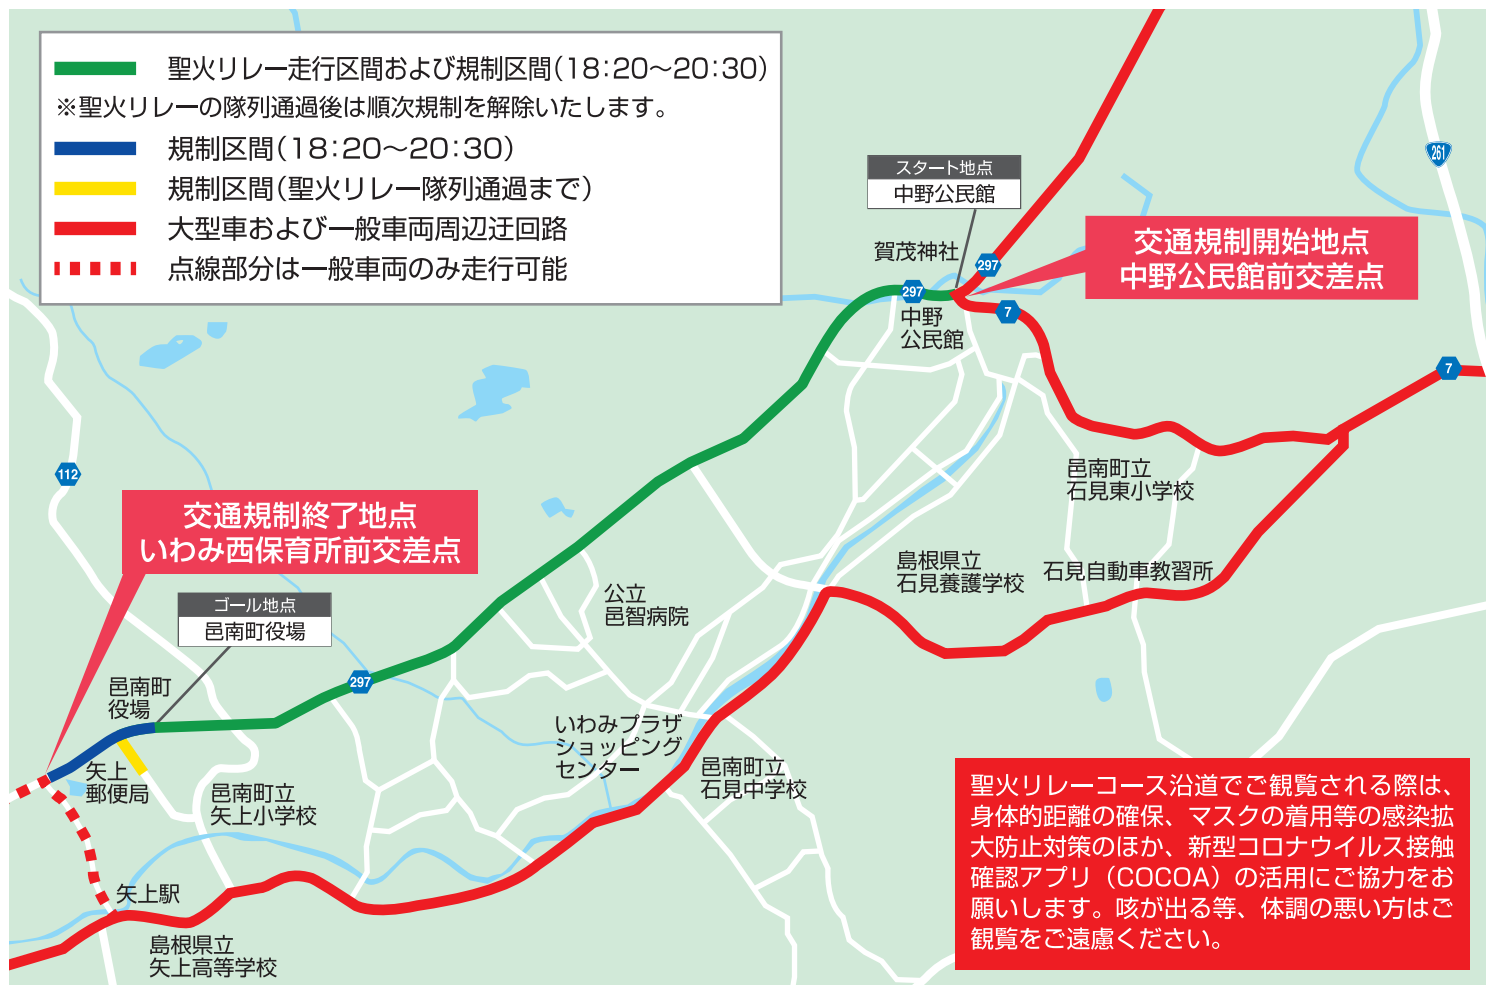 聖火リレー走行区間および規制区間(18:20～20:30)
※聖火リレーの隊列通過後は順次規制を解除いたします。
規制区間(18:20～20:30)
規制区間(聖火リレー隊列通過まで)
大型車および一般車両周辺迂回路
点線部分は一般車両のみ走行可能
261
スタート地点
中野公民館
賀茂神社
297
交通規制開始地点
中野公民館前交差点
297
7
中野
公民館
7
112
邑南町立
石見東小学校
交通規制終了地点
いわみ西保育所前交差点
島根県立
石見養護学校
石見自動車教習所
公立
邑智病院
ゴール地点
邑南町役場
297
邑南町
役場
いわみプラザ
ショッピング
センター
矢上
郵便局
邑南町立
矢上小学校
邑南町立
石見中学校
聖火リレーコース沿道でご観覧される際は、
身体的距離の確保、マスクの着用等の感染拡
大防止対策のほか、新型コロナウイルス接触
確認アプリ（COCOA）の活用にご協力をお
願いします。咳が出る等、体調の悪い方はご
観覧をご遠慮ください。
矢上駅
島根県立
矢上高等学校